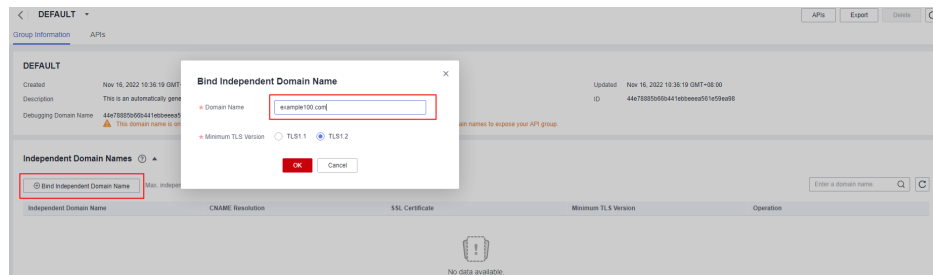 DEFAULT
APIs Export Delete
Group Information APIs
DEFAULT
Created Nov 16, 2022 10:36:19 GMT+
Updated Nov 16, 2022 10:36:19 GMT+08:00
Description This is an automatically gene
ID 44e78885b66b441ebbeeea561e59ea98
Debugging Domain Name 44e78885b66b441ebbeeea5
This domain name is on
ain names to expose your API group.
Bind Independent Domain Name
* Domain Name example100.com
* Minimum TLS Version TLS1.1 TLS1.2
OK Cancel
Independent Domain Names
Bind Independent Domain Name Max. indepen
Enter a domain name
Independent Domain Name CNAME Resolution SSL Certificate Minimum TLS Version Operation
No data available.